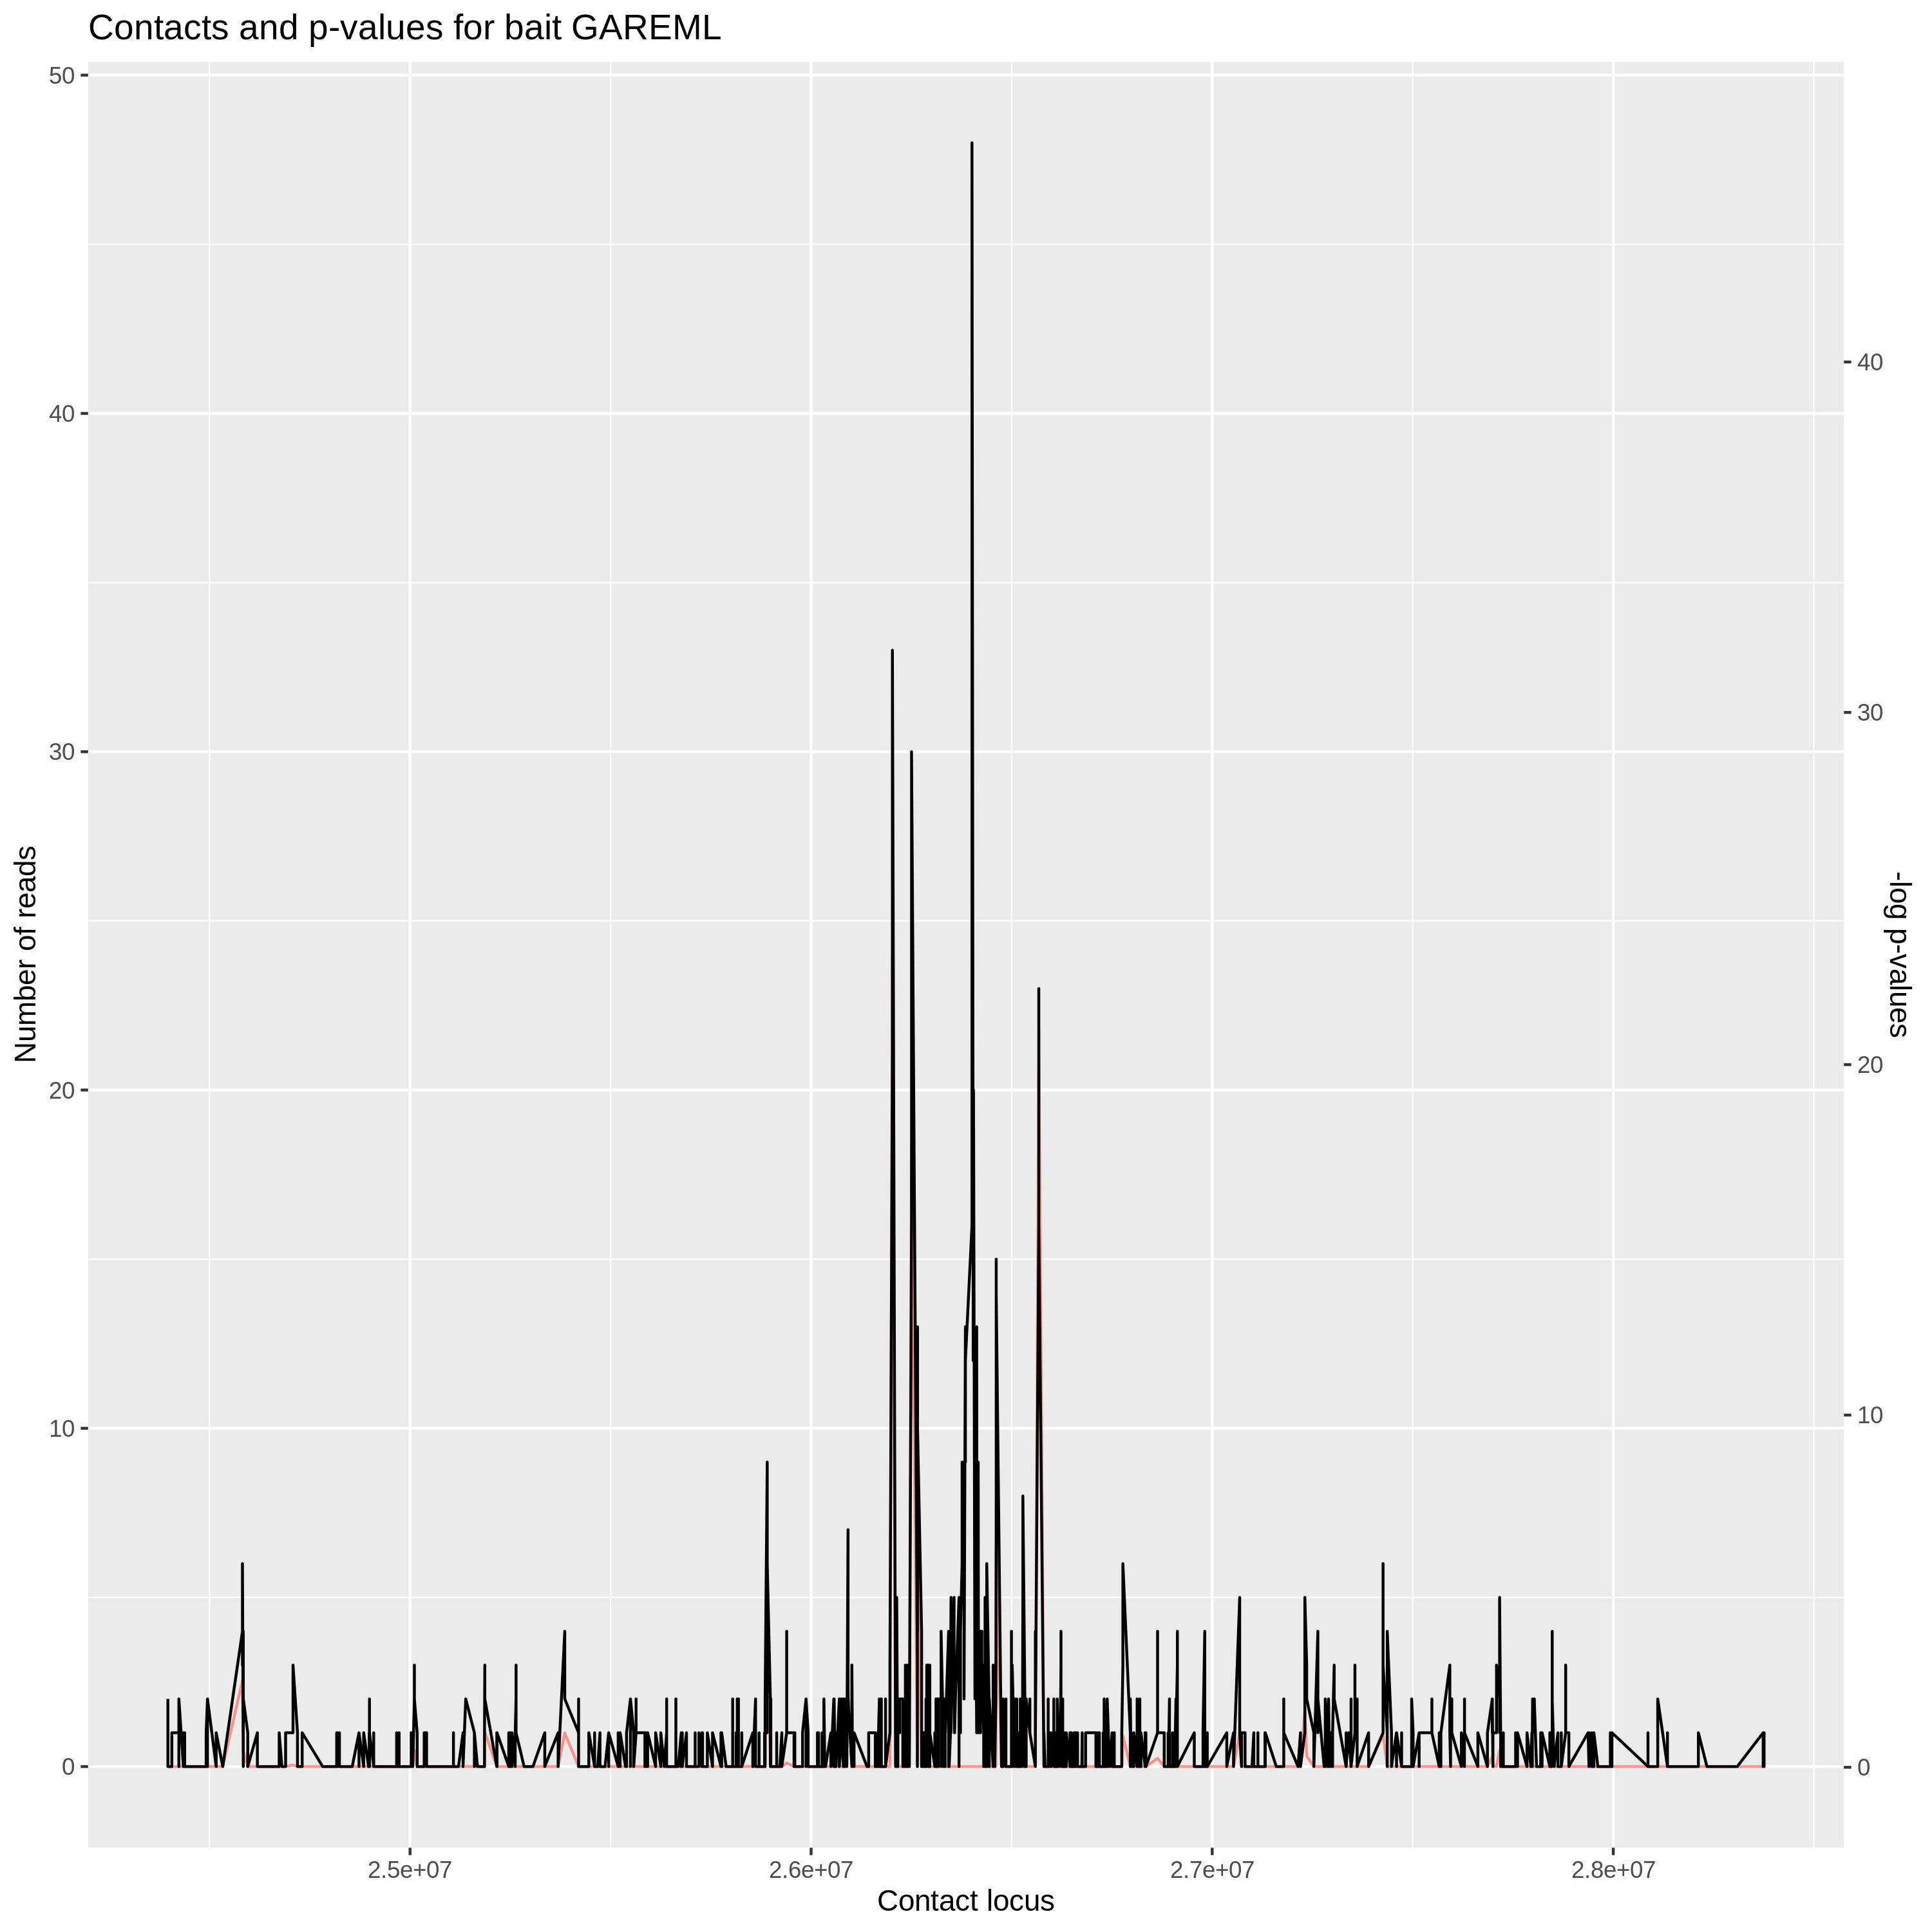 Contacts and p-values for bait GAREML
50
40
30
20
10
0
Number of reads
40
30
20
10
0
-log p-values
2.5e+07
2.6e+07
2.7e+07
2.8e+07
Contact locus